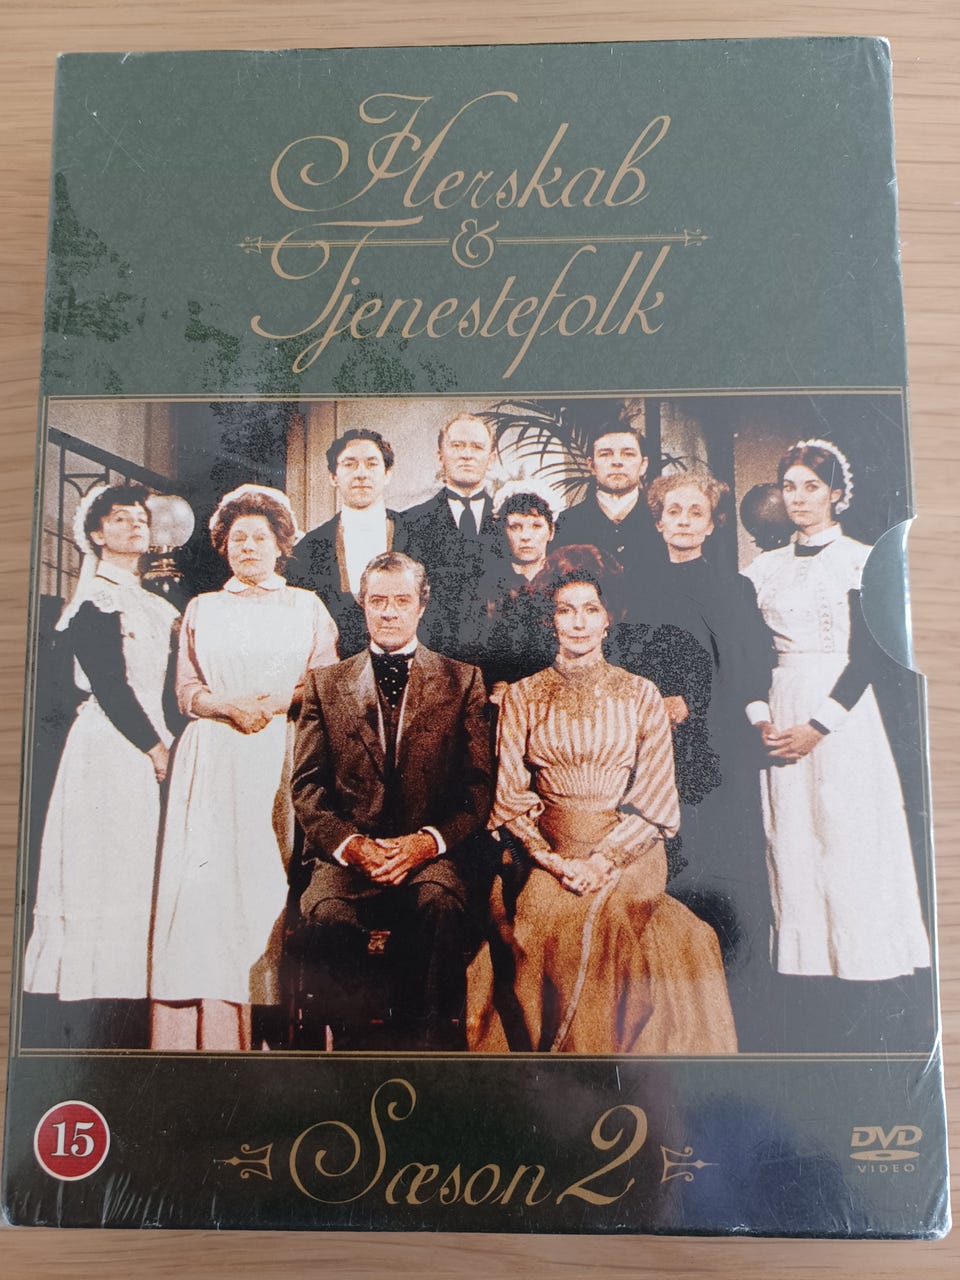 Herskab
&
Tjenestefolk
15
Sæson 2
DVD
VIDEO